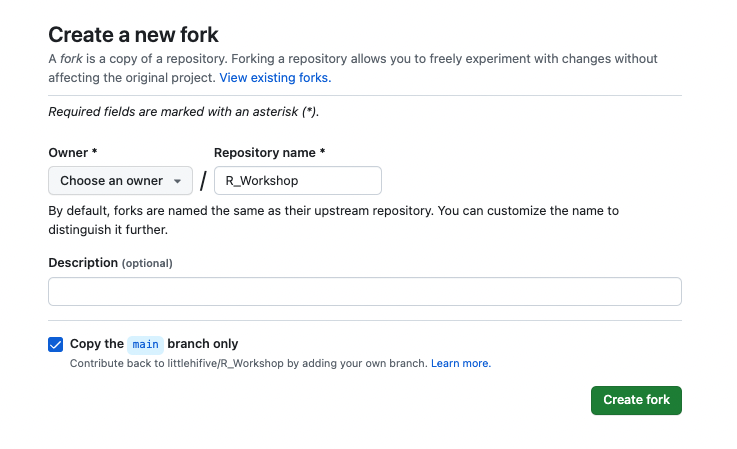 Create a new fork
A fork is a copy of a repository. Forking a repository allows you to freely experiment with changes without
affecting the original project. View existing forks.
Required fields are marked with an asterisk (*).
Owner * Repository name *
Choose an owner / R_Workshop
By default, forks are named the same as their upstream repository. You can customize the name to
distinguish it further.
Description (optional)
Copy the main branch only
Contribute back to littlehifive/R_Workshop by adding your own branch. Learn more.
Create fork